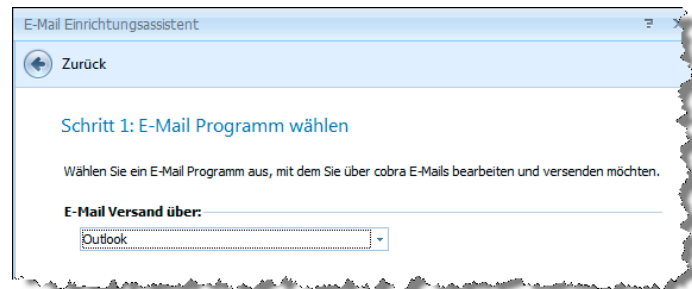 E-Mail Einrichtungsassistent
Zurück
Schritt 1: E-Mail Programm wählen
Wählen Sie ein E-Mail Programm aus, mit dem Sie über cobra E-Mails bearbeiten und versenden möchten.
E-Mail Versand über:
Outlook